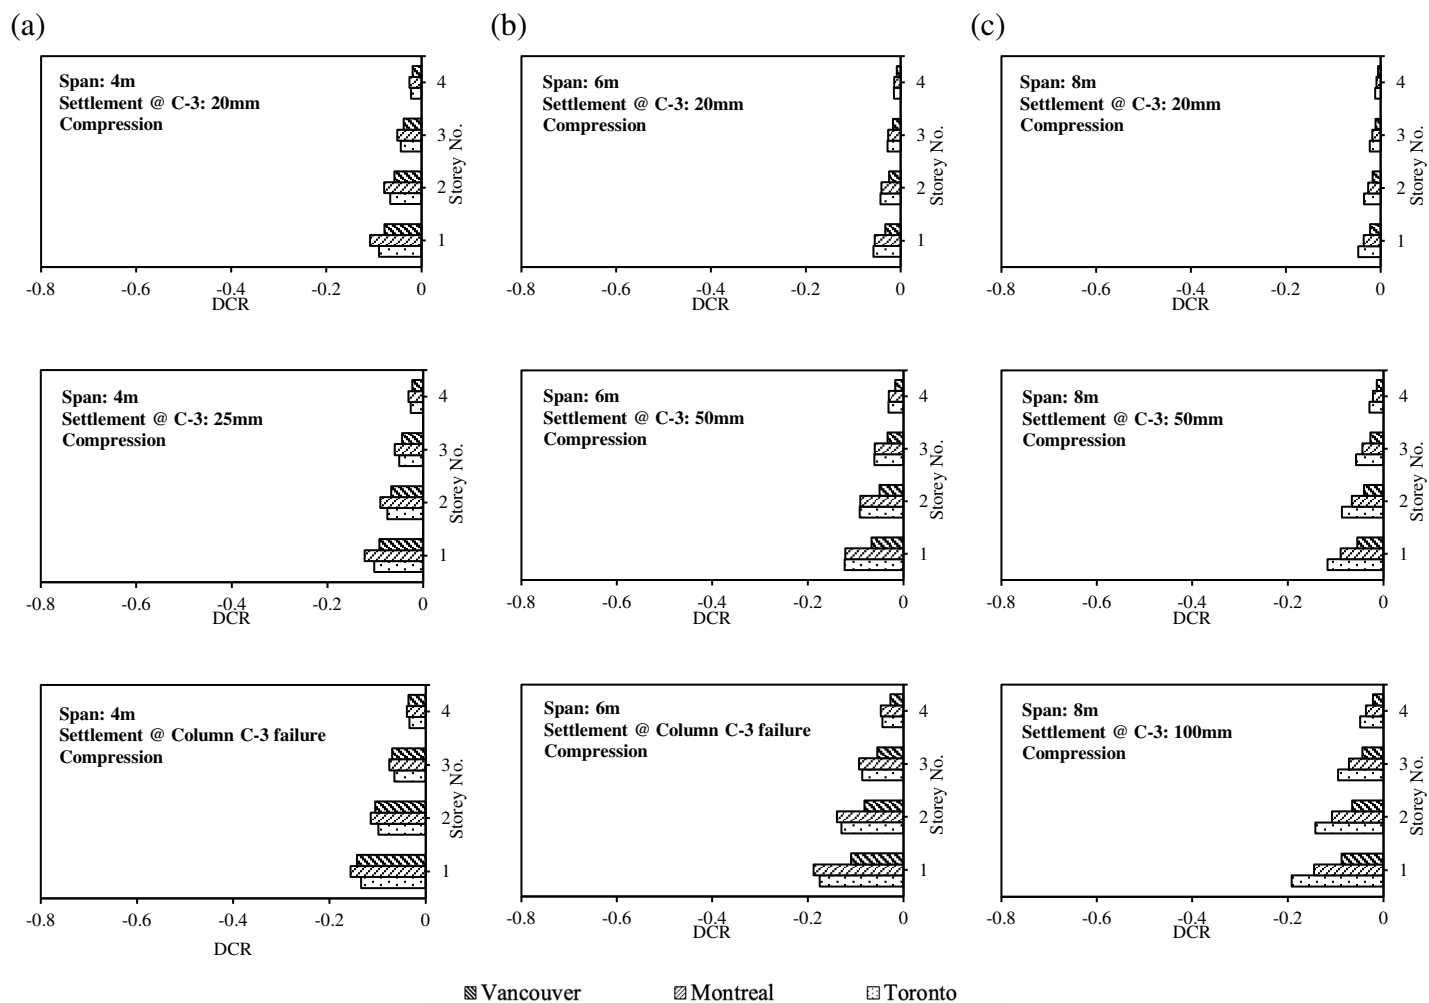 (a)
(b)
(c)
Span: 4m
Settlement @ C-3: 20mm
Compression
4
3
2
1
Storey No.
-0.8
-0.6
-0.4
-0.2
0
DCR
Span: 6m
Settlement @ C-3: 20mm
Compression
4
3
2
1
Storey No.
-0.8
-0.6
-0.4
-0.2
0
DCR
Span: 8m
Settlement @ C-3: 20mm
Compression
4
3
2
1
Storey No.
-0.8
-0.6
-0.4
-0.2
0
DCR
Span: 4m
Settlement @ C-3: 25mm
Compression
4
3
2
1
Storey No.
-0.8
-0.6
-0.4
-0.2
0
DCR
Span: 6m
Settlement @ C-3: 50mm
Compression
4
3
2
1
Storey No.
-0.8
-0.6
-0.4
-0.2
0
DCR
Span: 8m
Settlement @ C-3: 50mm
Compression
4
3
2
1
Storey No.
-0.8
-0.6
-0.4
-0.2
0
DCR
Span: 4m
Settlement @ Column C-3 failure
Compression
4
3
2
1
Storey No.
-0.8
-0.6
-0.4
-0.2
0
DCR
Span: 6m
Settlement @ Column C-3 failure
Compression
4
3
2
1
Storey No.
-0.8
-0.6
-0.4
-0.2
0
DCR
Span: 8m
Settlement @ C-3: 100mm
Compression
4
3
2
1
Storey No.
-0.8
-0.6
-0.4
-0.2
0
DCR
Vancouver
Montreal
Toronto